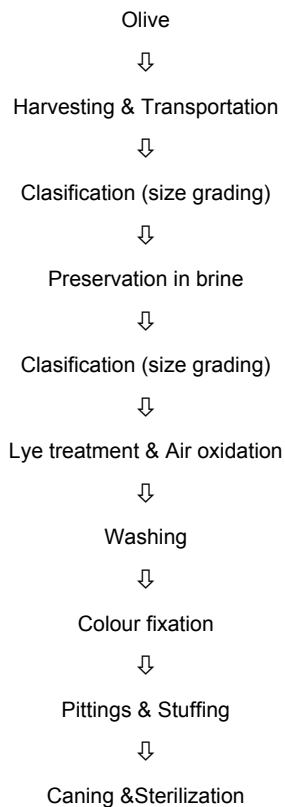 Olive
⇩
Harvesting & Transportation
⇩
Clasification (size grading)
⇩
Preservation in brine
⇩
Clasification (size grading)
⇩
Lye treatment & Air oxidation
⇩
Washing
⇩
Colour fixation
⇩
Pittings & Stuffing
⇩
Caning &Sterilization